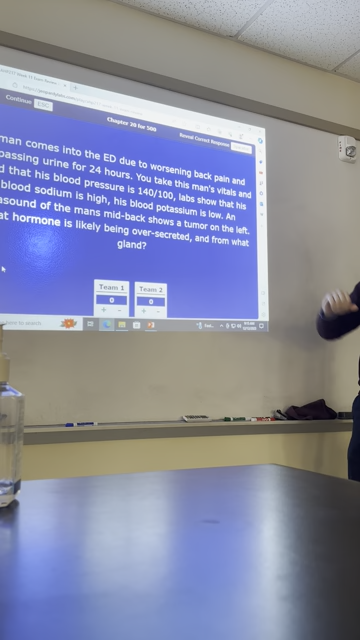 Continue ESC
Chapter 20 for 500
Reveal Correct Response
man comes into the ED due to worsening back pain and
passing urine for 24 hours. You take this man's vitals and
d that his blood pressure is 140/100, labs show that his
blood sodium is high, his blood potassium is low. An
asound of the mans mid-back shows a tumor on the left.
at hormone is likely being over-secreted, and from what
gland?
Team 1 Team 2
0 0
+ - + -
here to search